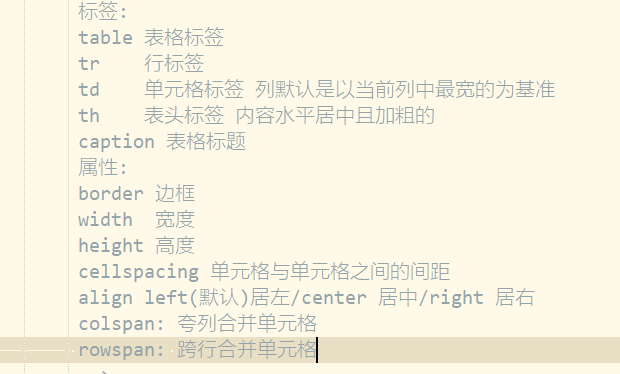 标签:
table 表格标签
tr 行标签
td 单元格标签 列默认是以当前列中最宽的为基准
th 表头标签 内容水平居中且加粗的
caption 表格标题
属性:
border 边框
width 宽度
height 高度
cellspacing 单元格与单元格之间的间距
align left(默认)居左/center 居中/right 居右
colspan: 夸列合并单元格
rowspan: 跨行合并单元格